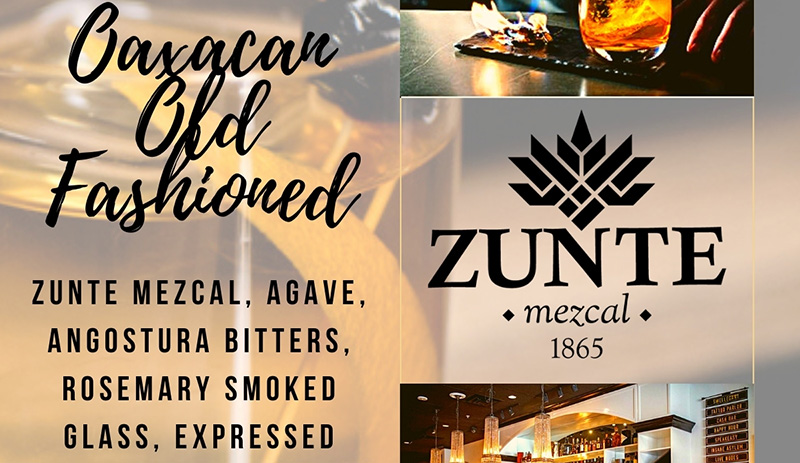 Oaxacan
Old
Fashioned
ZUNTE MEZCAL, AGAVE,
ANGOSTURA BITTERS,
ROSEMARY SMOKED
GLASS, EXPRESSED
ZUNTE
mezcal
1865